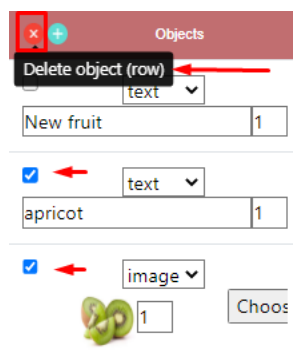 Objects
Delete object (row)
text
New fruit 1
text
apricot 1
image
1 Choos